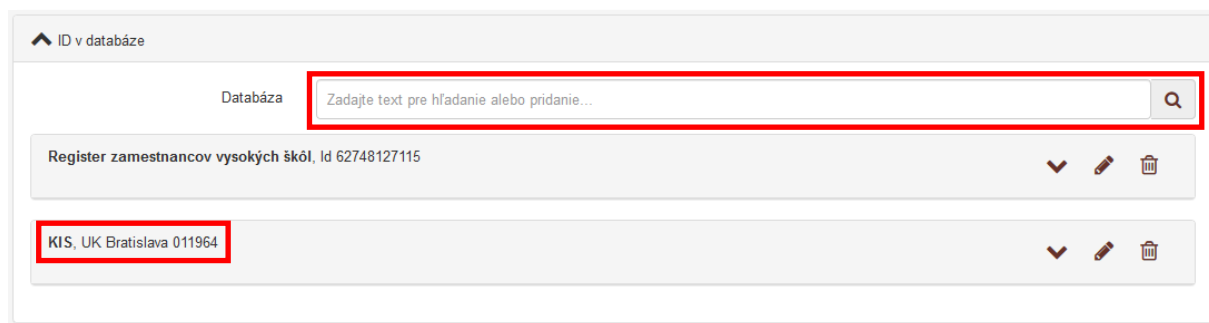 ID v databáze
Databáza Zadajte text pre hľadanie alebo pridanie...
Register zamestnancov vysokých škôl, Id 62748127115
KIS, UK Bratislava 011964